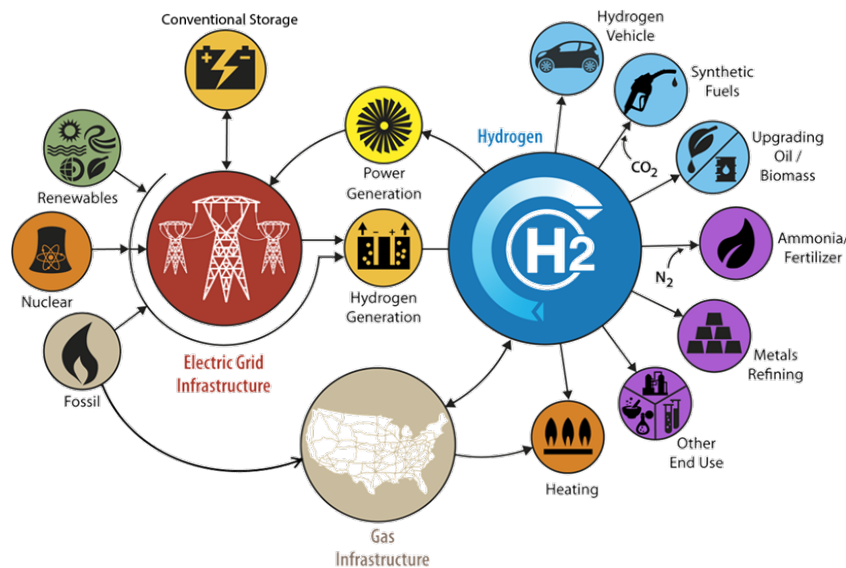 Conventional Storage
Hydrogen
Vehicle
Synthetic
Fuels
Hydrogen
Power
Generation
CO2
Upgrading
Oil /
Biomass
Renewables
H2
Ammonia/
Fertilizer
N2
Nuclear
Hydrogen
Generation
Electric Grid
Infrastructure
Metals
Refining
Fossil
Other
End Use
Heating
Gas
Infrastructure